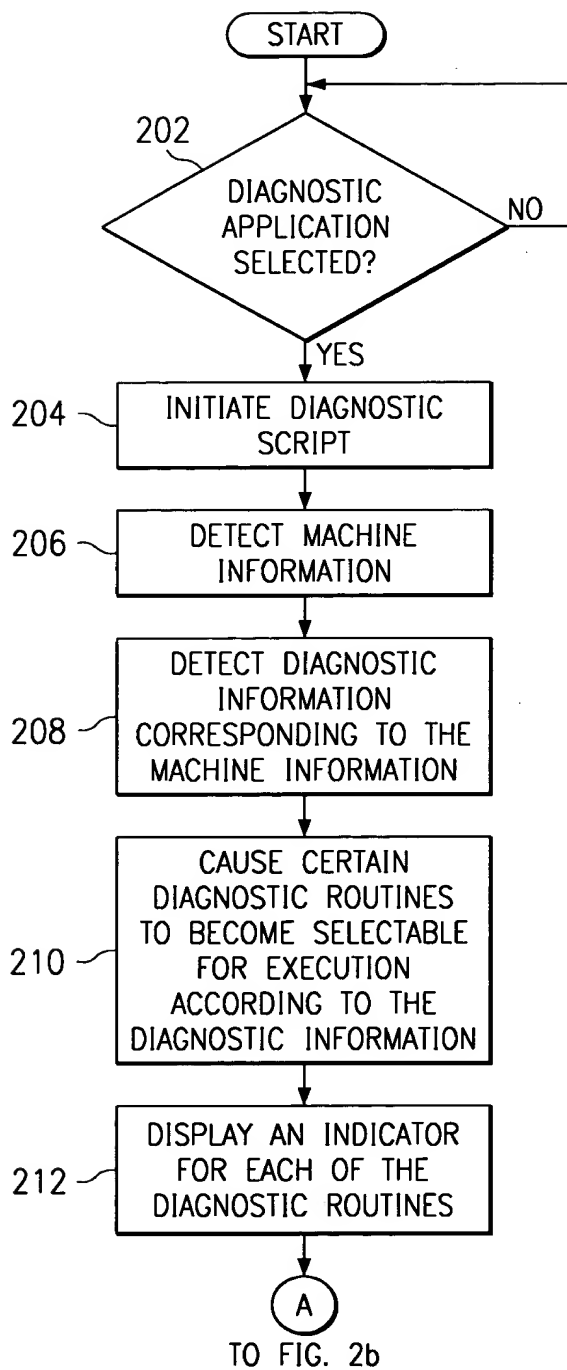 START
202
DIAGNOSTIC
APPLICATION
SELECTED?
NO
YES
204
INITIATE DIAGNOSTIC
SCRIPT
206
DETECT MACHINE
INFORMATION
208
DETECT DIAGNOSTIC
INFORMATION
CORRESPONDING TO THE
MACHINE INFORMATION
210
CAUSE CERTAIN
DIAGNOSTIC ROUTINES
TO BECOME SELECTABLE
FOR EXECUTION
ACCORDING TO THE
DIAGNOSTIC INFORMATION
212
DISPLAY AN INDICATOR
FOR EACH OF THE
DIAGNOSTIC ROUTINES
A
TO FIG. 2b